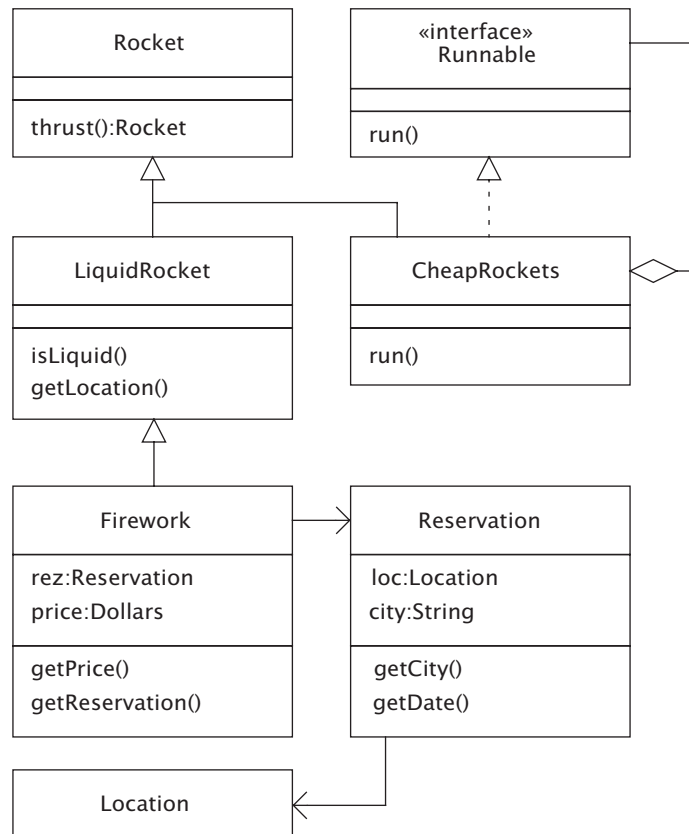 Rocket
thrust():Rocket
«interface»
Runnable
run()
LiquidRocket
isLiquid()
getLocation()
CheapRockets
run()
Firework
rez:Reservation
price:Dollars
getPrice()
getReservation()
Reservation
loc:Location
city:String
getCity()
getDate()
Location